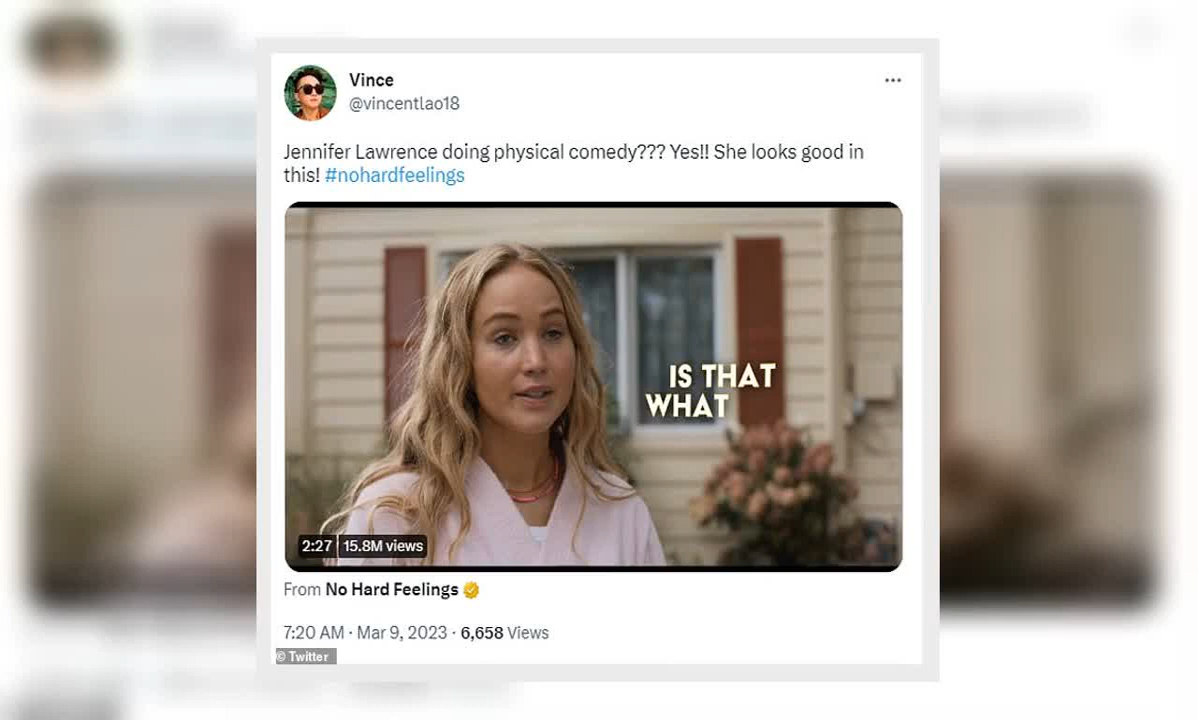 Vince
@vincentlao18
Jennifer Lawrence doing physical comedy??? Yes!! She looks good in
this! #nohardfeelings
IS THAT
WHAT
2:27 15.8M views
From No Hard Feelings
7:20 AM · Mar 9, 2023 · 6,658 Views
© Twitter